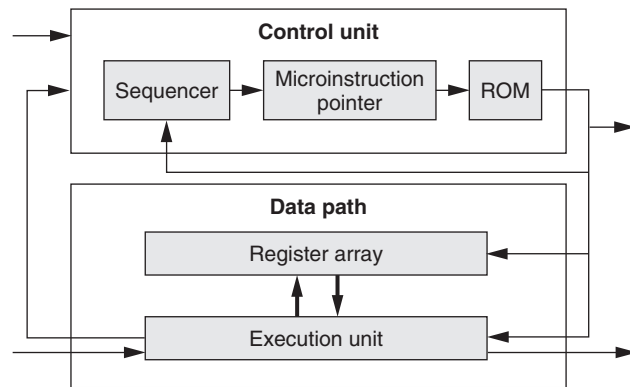 Control unit
Sequencer
Microinstruction
pointer
ROM
Data path
Register array
Execution unit